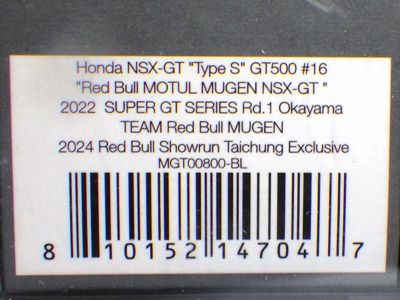 Honda NSX-GT "Type S" GT500 #16
"Red Bull MOTUL MUGEN NSX-GT "
2022 SUPER GT SERIES Rd.1 Okayama
TEAM Red Bull MUGEN
2024 Red Bull Showrun Taichung Exclusive
MGT00800-BL
8 10152 14704 7